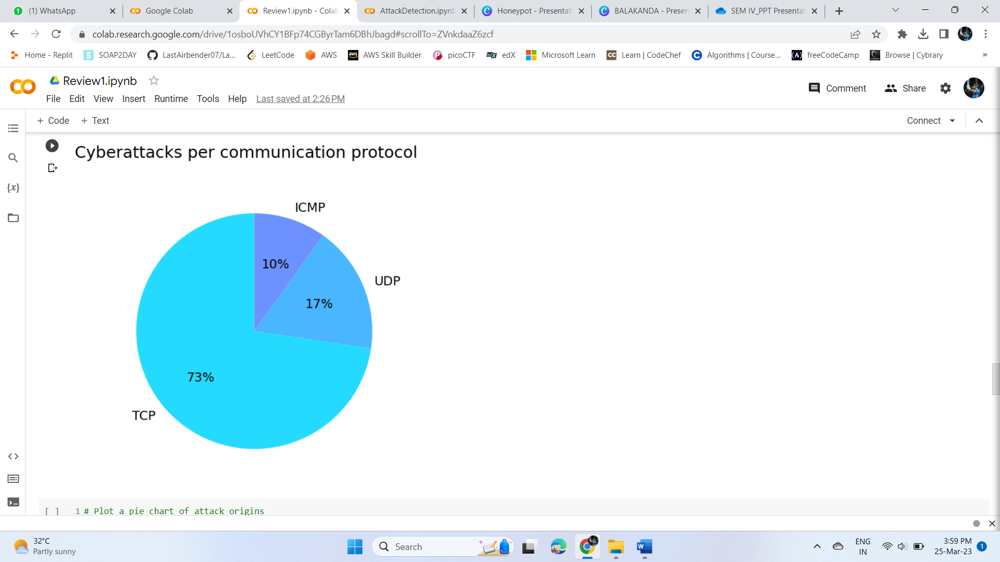 (1) WhatsApp
Google Colab
Review1.ipynb - Colab
AttackDetection.ipynb
Honeypot - Presentati
BALAKANDA - Presen
SEM IV_PPT Presentat
colab.research.google.com/drive/1osboUVhCY1BFp74CGByrTam6DBhJbagd#scrollTo=ZVnkdaaZ6zcf
Home - Replit
SOAP2DAY
LastAirbender07/La...
LeetCode
AWS
AWS Skill Builder
picoCTF
edX
Microsoft Learn
Learn | CodeChef
Algorithms | Course...
freeCodeCamp
Browse | Cybrary
»
Review1.ipynb
Comment
Share
File Edit View Insert Runtime Tools Help Last saved at 2:26 PM
+ Code + Text
Connect
Cyberattacks per communication protocol
{x}
ICMP
10%
UDP
17%
73%
TCP
[ ] 1 # Plot a pie chart of attack origins
32°C
Partly sunny
Search
ENG
IN
3:59 PM
25-Mar-23
1